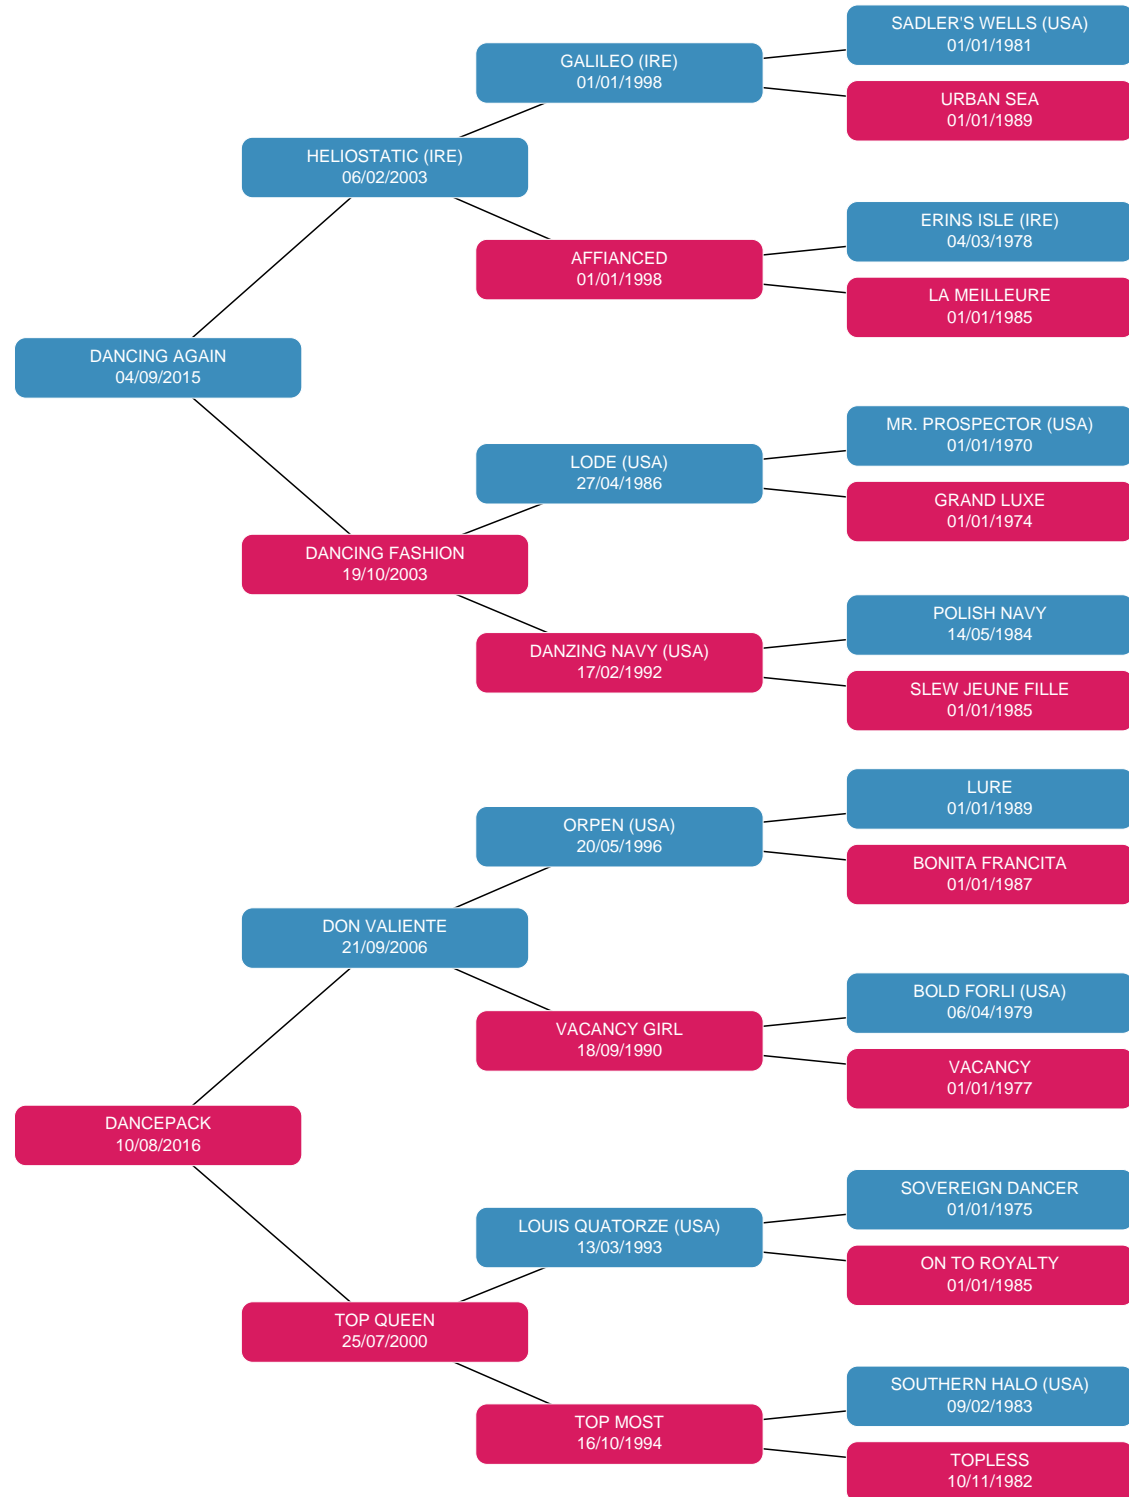 SADLER'S WELLS (USA)
01/01/1981
GALILEO (IRE)
01/01/1998
URBAN SEA
01/01/1989
HELIOSTATIC (IRE)
06/02/2003
ERINS ISLE (IRE)
04/03/1978
AFFIANCED
01/01/1998
LA MEILLEURE
01/01/1985
DANCING AGAIN
04/09/2015
MR. PROSPECTOR (USA)
01/01/1970
LODE (USA)
27/04/1986
GRAND LUXE
01/01/1974
DANCING FASHION
19/10/2003
POLISH NAVY
14/05/1984
DANZING NAVY (USA)
17/02/1992
SLEW JEUNE FILLE
01/01/1985
LURE
01/01/1989
ORPEN (USA)
20/05/1996
BONITA FRANCITA
01/01/1987
DON VALIENTE
21/09/2006
BOLD FORLI (USA)
06/04/1979
VACANCY GIRL
18/09/1990
VACANCY
01/01/1977
DANCEPACK
10/08/2016
SOVEREIGN DANCER
01/01/1975
LOUIS QUATORZE (USA)
13/03/1993
ON TO ROYALTY
01/01/1985
TOP QUEEN
25/07/2000
SOUTHERN HALO (USA)
09/02/1983
TOP MOST
16/10/1994
TOPLESS
10/11/1982